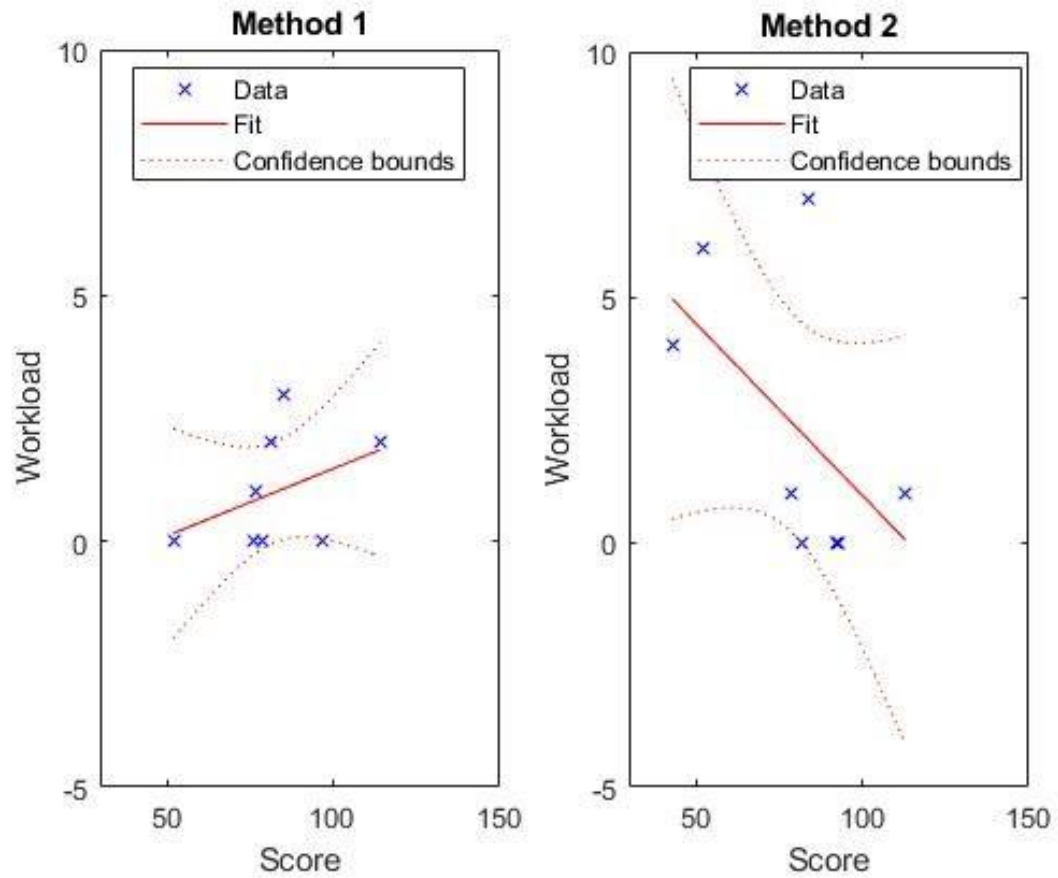 Method 1
10
Data
Fit
Confidence bounds
5
0
-5
Workload
50
100
150
Score
Method 2
10
Data
Fit
Confidence bounds
5
0
-5
Workload
50
100
150
Score